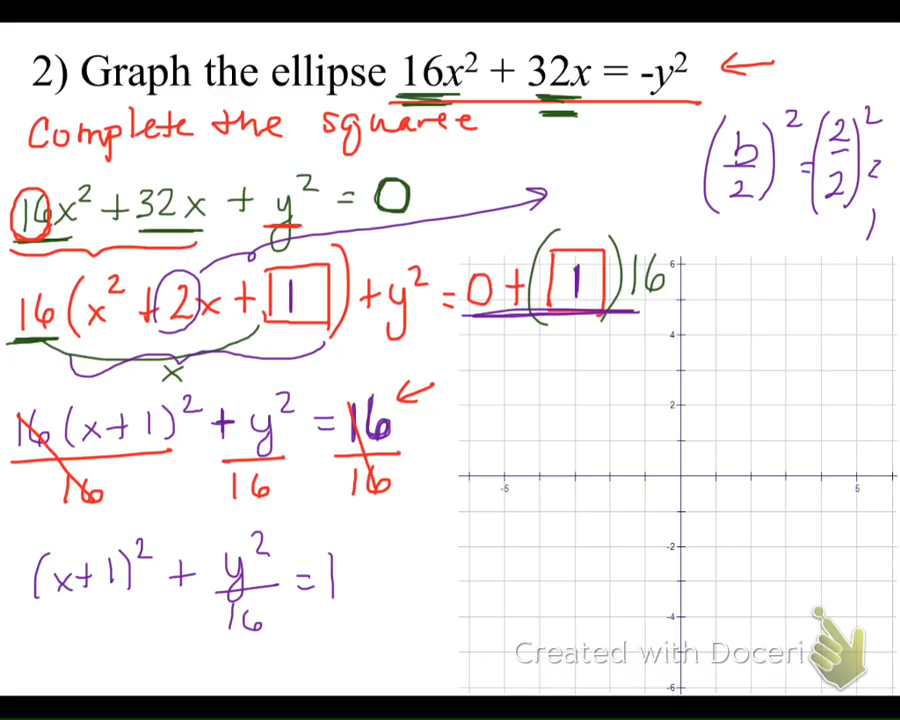 2) Graph the ellipse 16x² + 32x = -y²
Complete the squaree
(b/2)² = (2/2)²
2
1
16x² + 32x + y² = 0
16(x² + 2x + 1) + y² = 0 + (1)16
x
16(x+1)²/16 + y²/16 = 16/16
(x+1)² + y²/16 = 1
6
4
2
-5
5
-2
-4
-6
Created with Doceri